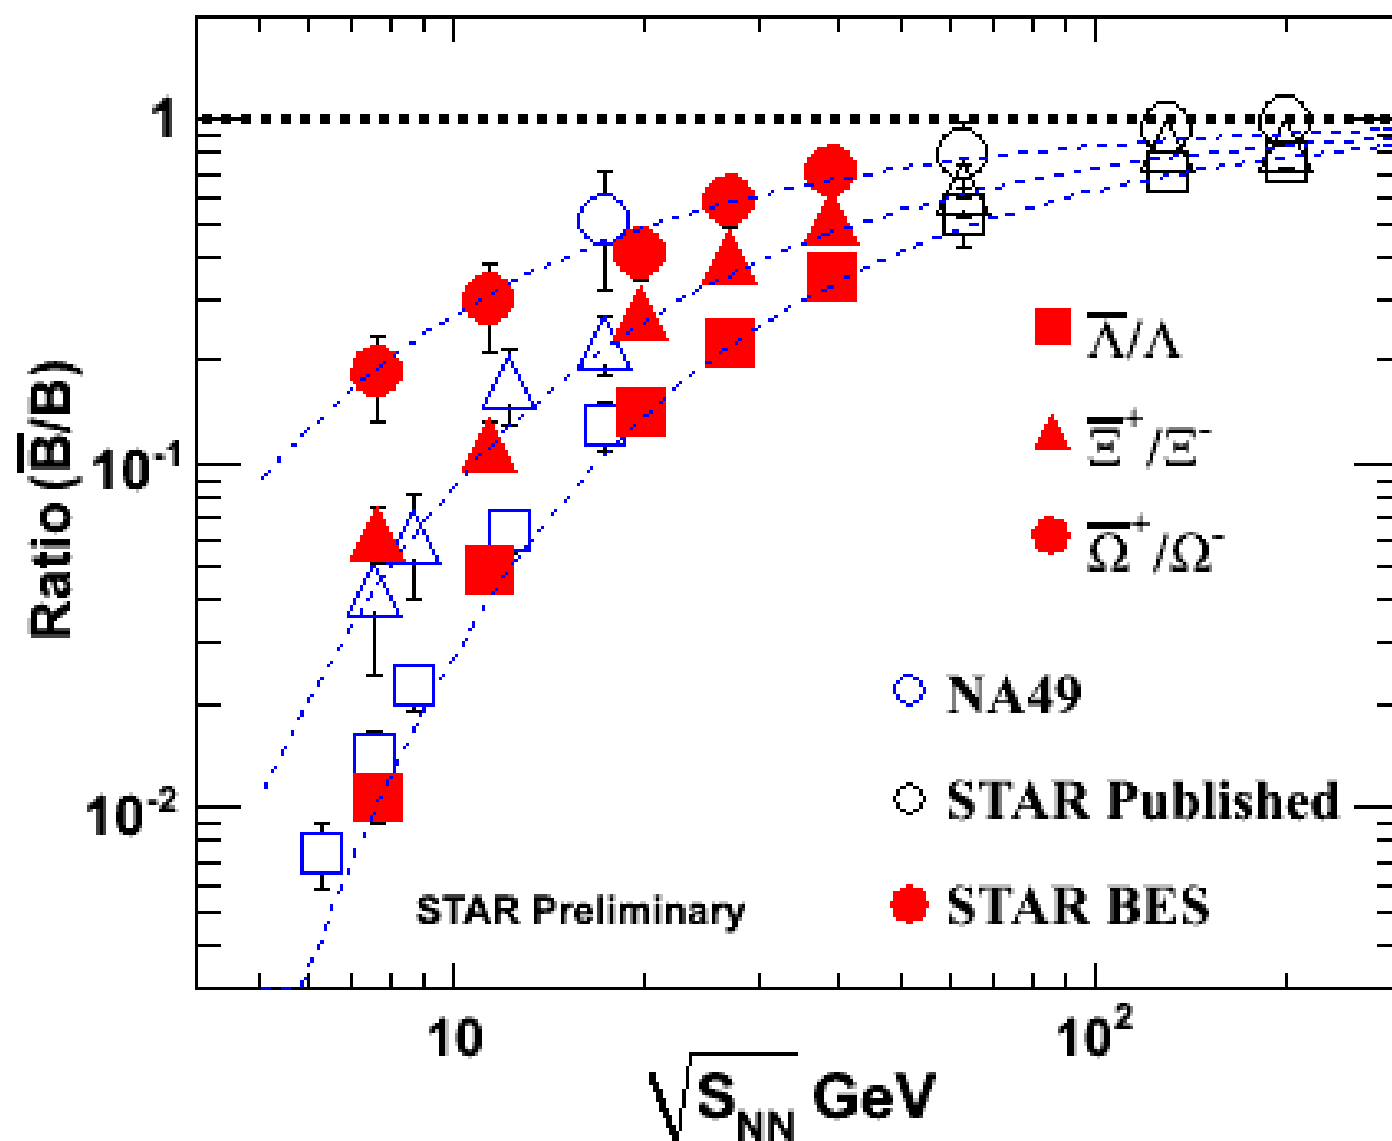 1
10⁻¹
10⁻²
Ratio (B̅/B)
Λ̅/Λ
Ξ̅⁺/Ξ⁻
Ω̅⁺/Ω⁻
NA49
STAR Published
STAR BES
STAR Preliminary
10
10²
√S_NN GeV